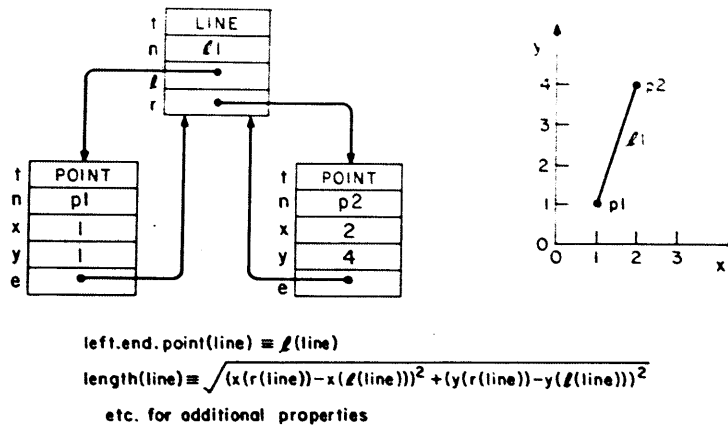 t LINE
n ℓ1
ℓ
r
t POINT
n p1
x 1
y 1
e
t POINT
n p2
x 2
y 4
e
y
4
3
2
1
0
0 1 2 3
x
p2
ℓ1
p1
left.end.point(line) ≡ ℓ(line)
length(line) ≡ √(x(r(line))-x(ℓ(line)))² + (y(r(line))-y(ℓ(line)))²
etc. for additional properties